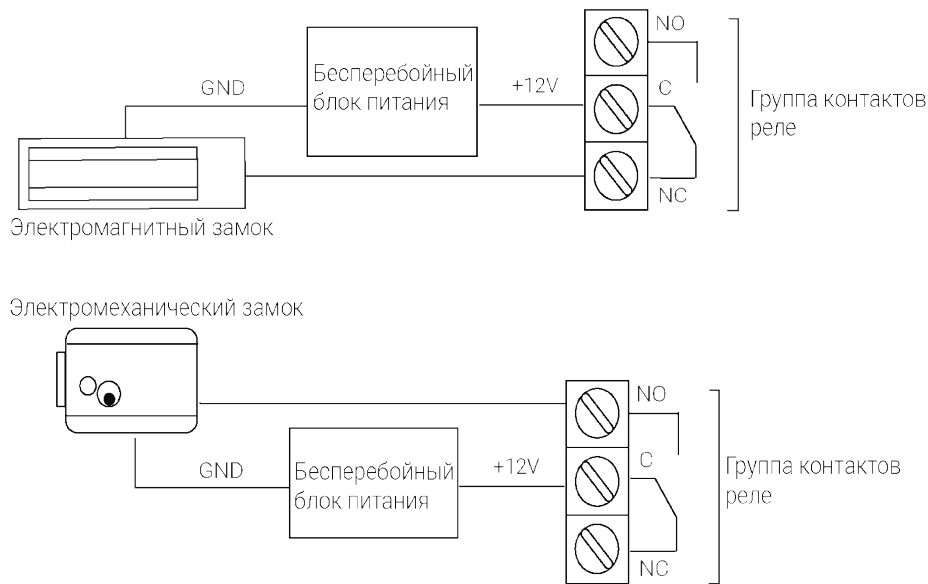 NO
Бесперебойный
блок питания
GND
+12V
C
Группа контактов
реле
NC
Электромагнитный замок
Электромеханический замок
NO
GND
Бесперебойный
блок питания
+12V
C
Группа контактов
реле
NC